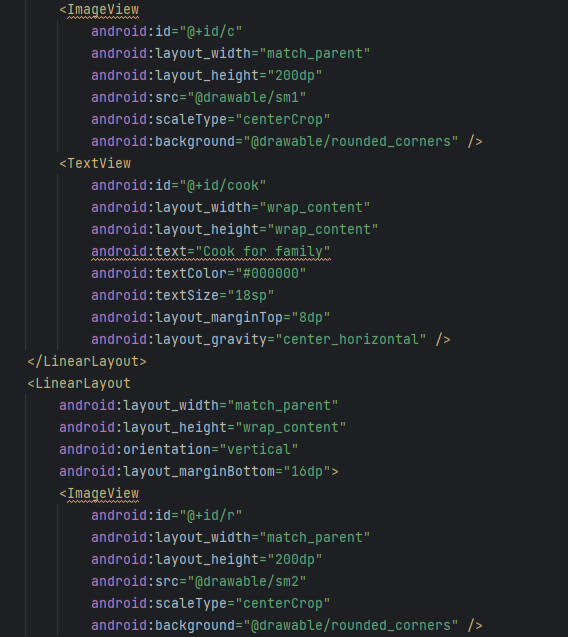 <ImageView
android:id="@+id/c"
android:layout_width="match_parent"
android:layout_height="200dp"
android:src="@drawable/sm1"
android:scaleType="centerCrop"
android:background="@drawable/rounded_corners" />
<TextView
android:id="@+id/cook"
android:layout_width="wrap_content"
android:layout_height="wrap_content"
android:text="Cook for family"
android:textColor="#000000"
android:textSize="18sp"
android:layout_marginTop="8dp"
android:layout_gravity="center_horizontal" />
</LinearLayout>
<LinearLayout
android:layout_width="match_parent"
android:layout_height="wrap_content"
android:orientation="vertical"
android:layout_marginBottom="16dp">
<ImageView
android:id="@+id/r"
android:layout_width="match_parent"
android:layout_height="200dp"
android:src="@drawable/sm2"
android:scaleType="centerCrop"
android:background="@drawable/rounded_corners" />